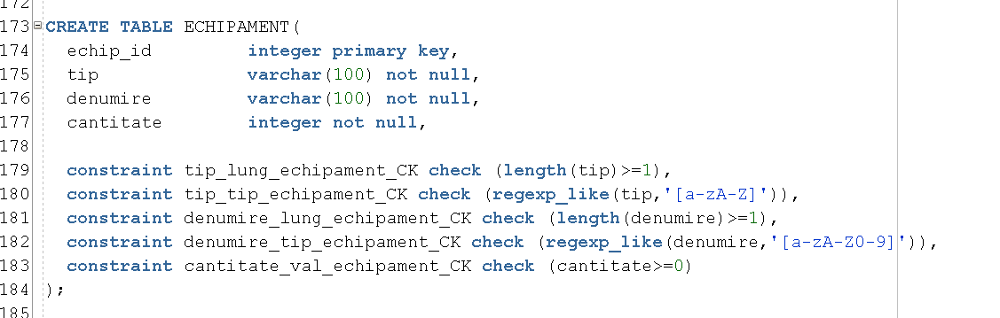 172
173 CREATE TABLE ECHIPAMENT(
174 echip_id integer primary key,
175 tip varchar(100) not null,
176 denumire varchar(100) not null,
177 cantitate integer not null,
178
179 constraint tip_lung_echipament_CK check (length(tip)>=1),
180 constraint tip_tip_echipament_CK check (regexp_like(tip,'[a-zA-Z]')),
181 constraint denumire_lung_echipament_CK check (length(denumire)>=1),
182 constraint denumire_tip_echipament_CK check (regexp_like(denumire,'[a-zA-Z0-9]')),
183 constraint cantitate_val_echipament_CK check (cantitate>=0)
184 );
185